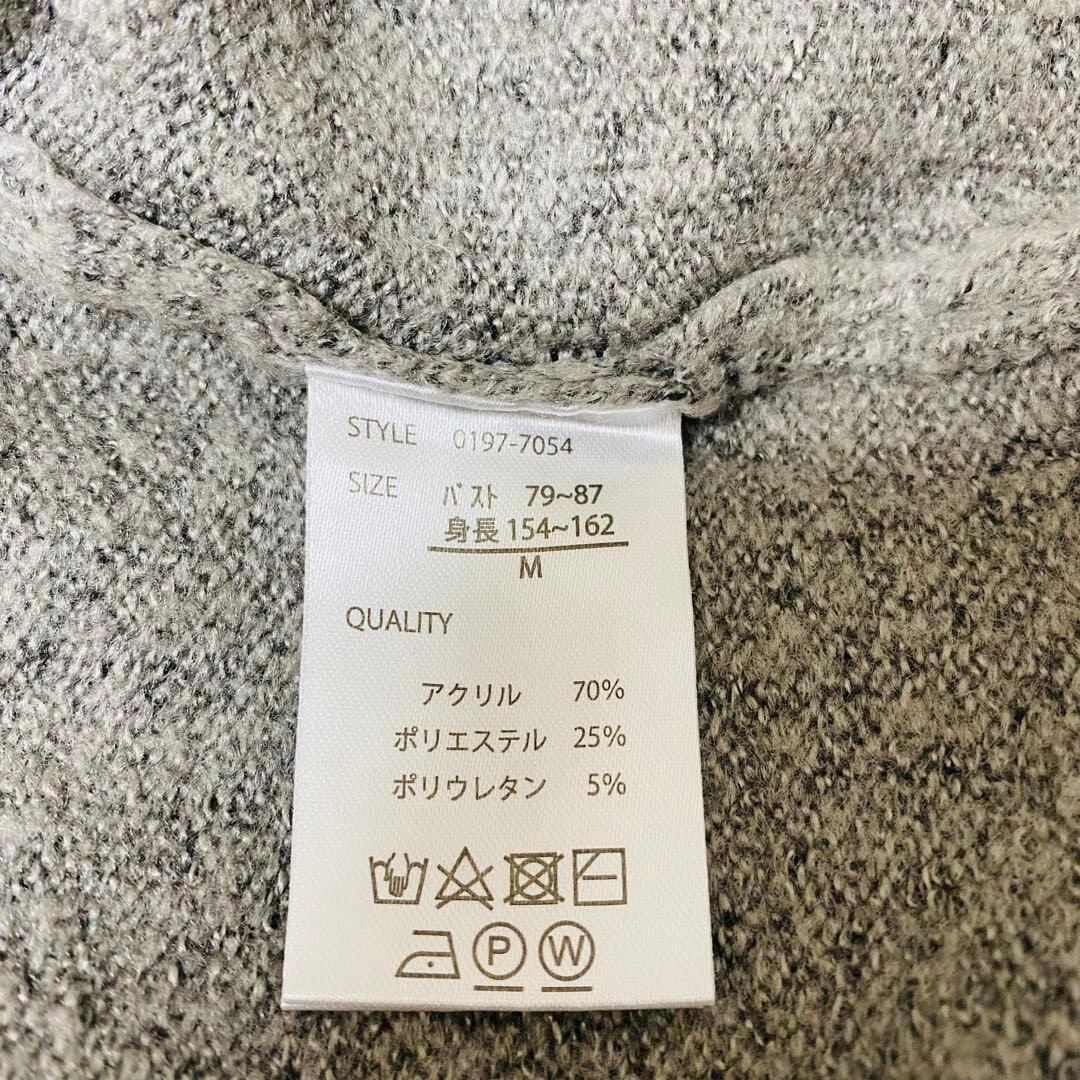 STYLE 0197-7054
SIZE バスト 79~87
身長 154~162
M
QUALITY
アクリル 70%
ポリエステル 25%
ポリウレタン 5%
P W